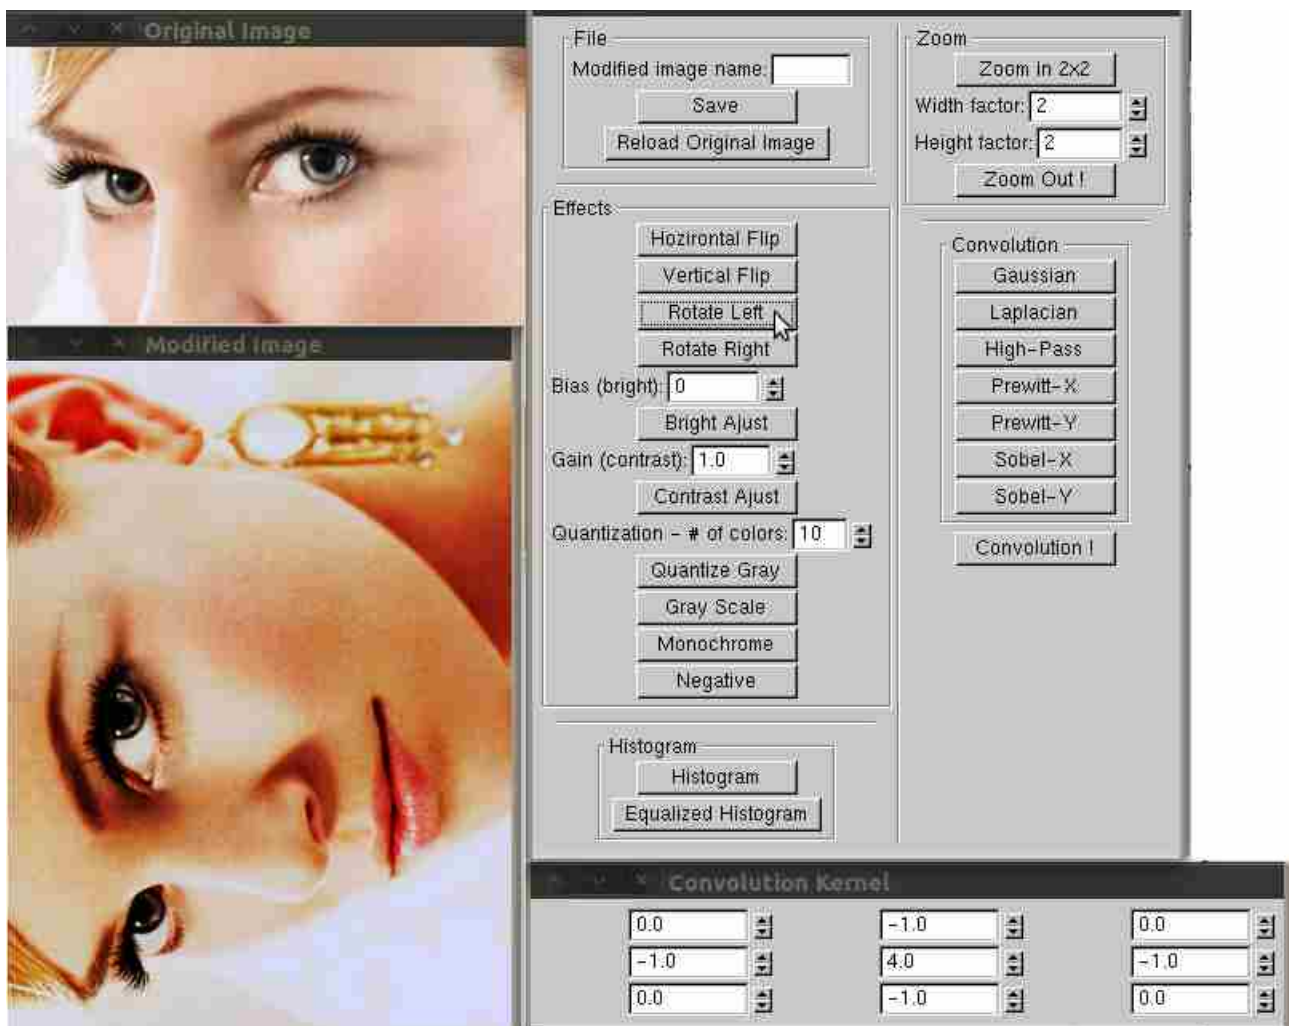 Original Image
Modified Image
File
Modified image name:
Save
Reload Original Image
Effects
Hozirontal Flip
Vertical Flip
Rotate Left
Rotate Right
Bias (bright): 0
Bright Ajust
Gain (contrast): 1.0
Contrast Ajust
Quantization - # of colors: 10
Quantize Gray
Gray Scale
Monochrome
Negative
Histogram
Histogram
Equalized Histogram
Zoom
Zoom In 2x2
Width factor: 2
Height factor: 2
Zoom Out !
Convolution
Gaussian
Laplacian
High-Pass
Prewitt-X
Prewitt-Y
Sobel-X
Sobel-Y
Convolution !
Convolution Kernel
0.0 -1.0 0.0
-1.0 4.0 -1.0
0.0 -1.0 0.0